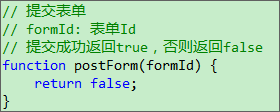 // 提交表单
// formId: 表单Id
// 提交成功返回true，否则返回false
function postForm(formId) {
    return false;
}